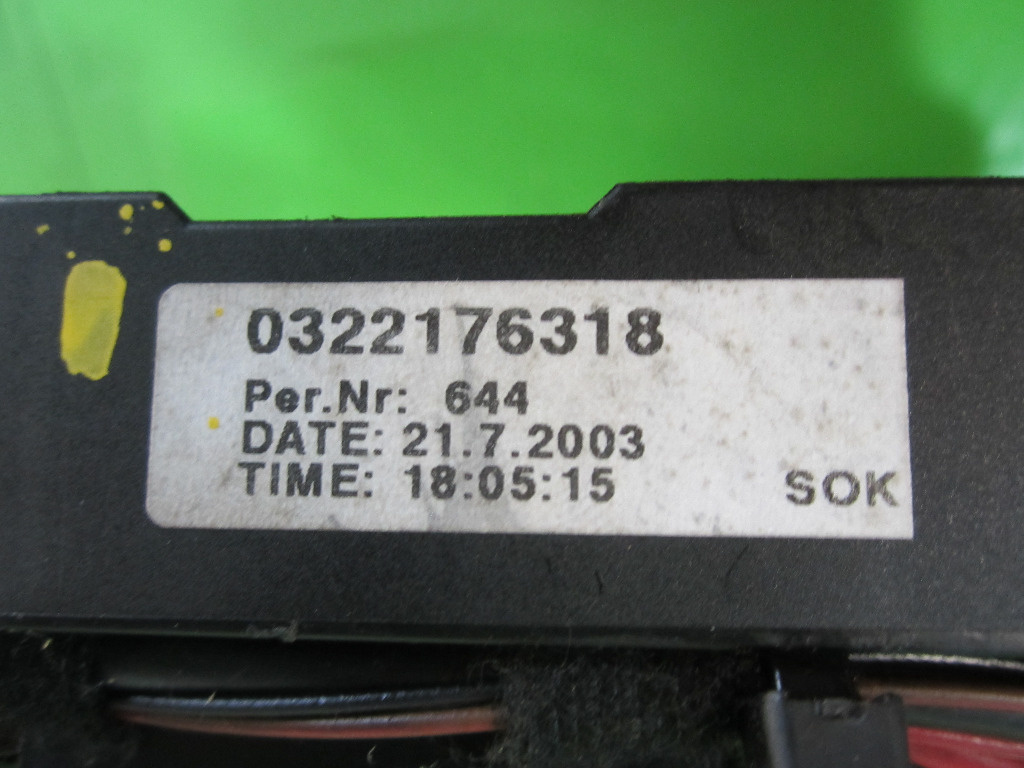 0322176318
Per.Nr: 644
DATE: 21.7.2003
TIME: 18:05:15
SOK